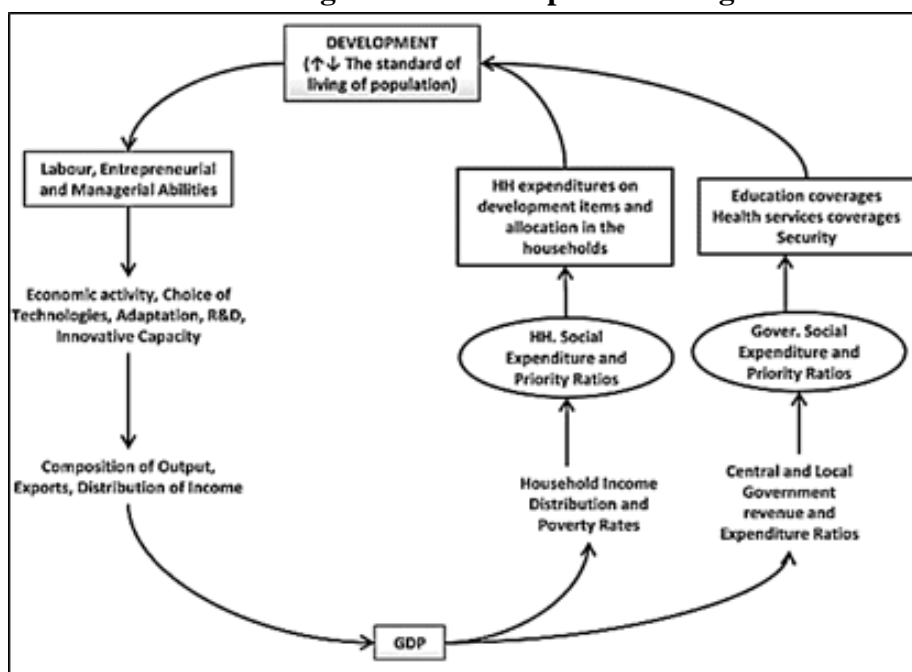 DEVELOPMENT
(↑↓ The standard of
living of population)
Labour, Entrepreneurial
and Managerial Abilities
Economic activity, Choice of
Technologies, Adaptation, R&D,
Innovative Capacity
Composition of Output,
Exports, Distribution of Income
GDP
HH expenditures on
development items and
allocation in the
households
HH. Social
Expenditure and
Priority Ratios
Household Income
Distribution and
Poverty Rates
Education coverages
Health services coverages
Security
Gover. Social
Expenditure and
Priority Ratios
Central and Local
Government
revenue and
Expenditure Ratios